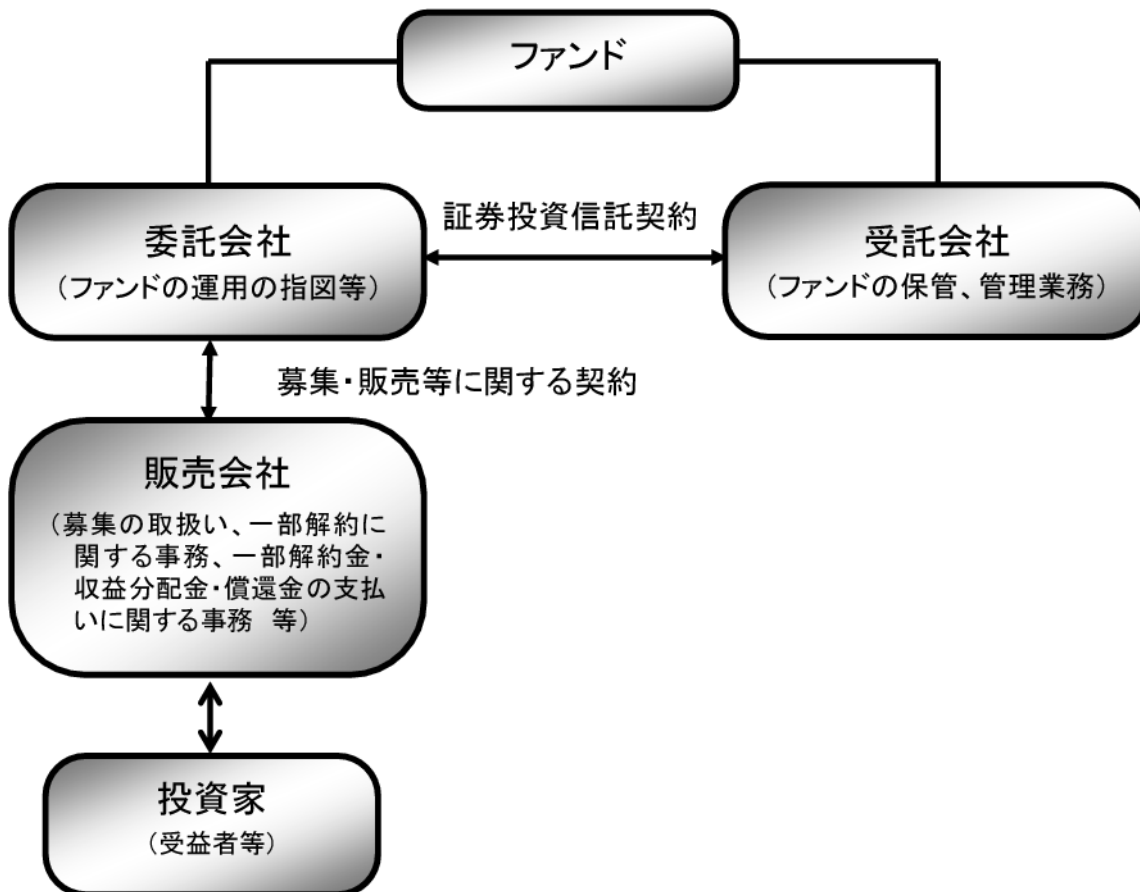 ファンド
委託会社
（ファンドの運用の指図等）
証券投資信託契約
受託会社
（ファンドの保管、管理業務）
募集・販売等に関する契約
販売会社
（募集の取扱い、一部解約に
関する事務、一部解約金・
収益分配金・償還金の支払
いに関する事務　等）
投資家
（受益者等）